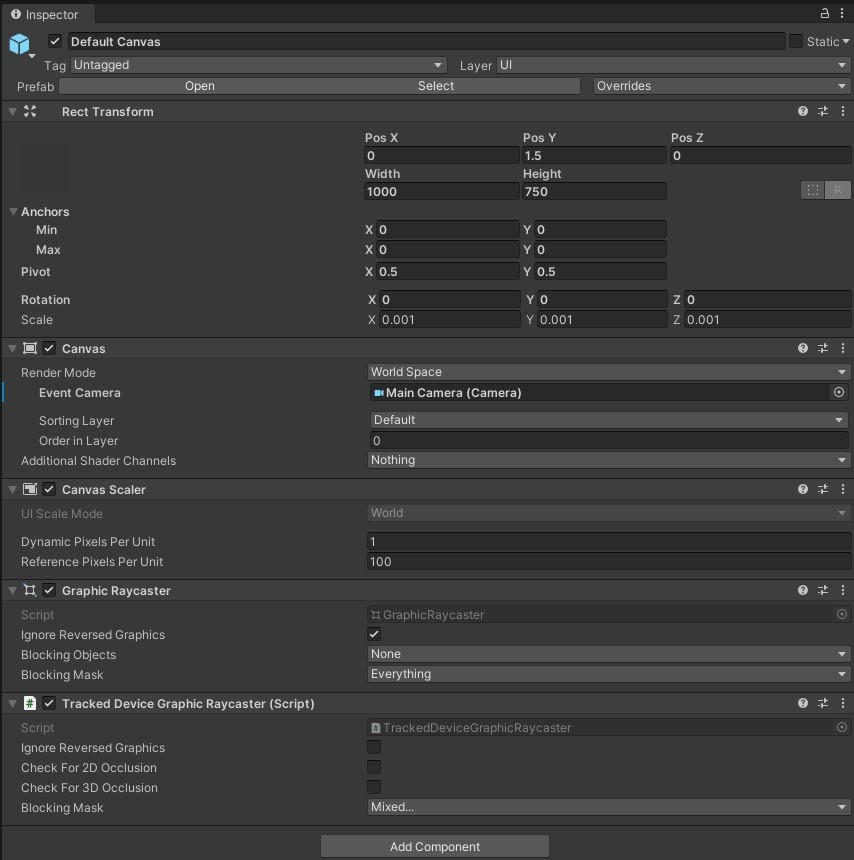 Inspector
Default Canvas Static
Tag Untagged Layer UI
Prefab Open Select Overrides
Rect Transform
Pos X Pos Y Pos Z
0 1.5 0
Width Height
1000 750
R
Anchors
Min X 0 Y 0
Max X 0 Y 0
Pivot X 0.5 Y 0.5
Rotation X 0 Y 0 Z 0
Scale X 0.001 Y 0.001 Z 0.001
Canvas
Render Mode World Space
Event Camera Main Camera (Camera)
Sorting Layer Default
Order in Layer 0
Additional Shader Channels Nothing
Canvas Scaler
UI Scale Mode World
Dynamic Pixels Per Unit 1
Reference Pixels Per Unit 100
Graphic Raycaster
Script GraphicRaycaster
Ignore Reversed Graphics
Blocking Objects None
Blocking Mask Everything
# Tracked Device Graphic Raycaster (Script)
Script # TrackedDeviceGraphicRaycaster
Ignore Reversed Graphics
Check For 2D Occlusion
Check For 3D Occlusion
Blocking Mask Mixed...
Add Component